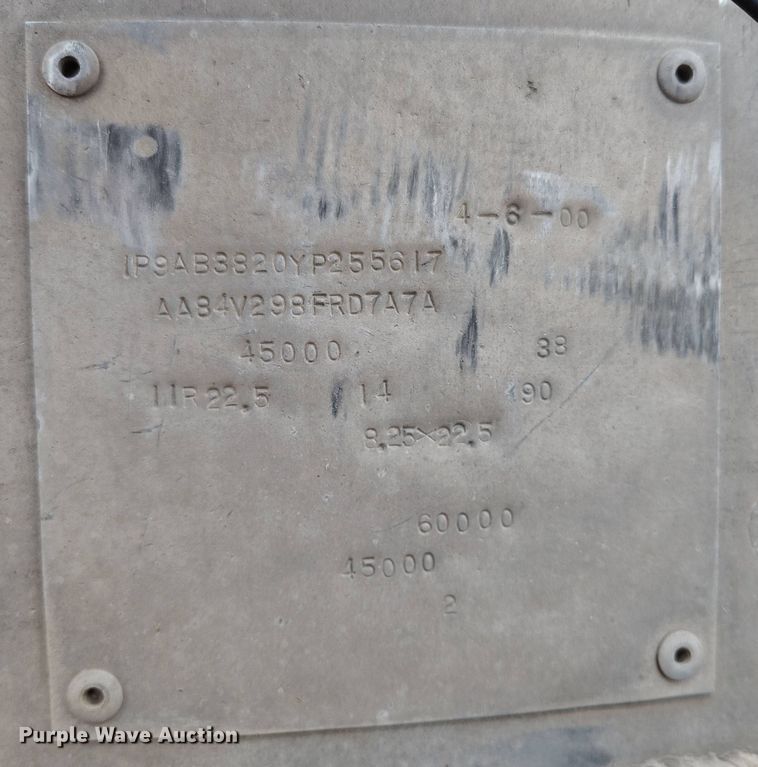 4-6-00
1P9AB3820YP255617
AA84V298FRD7A7A
45000 38
11R22.5 14 90
8.25X22.5
60000
45000
2
Purple Wave Auction